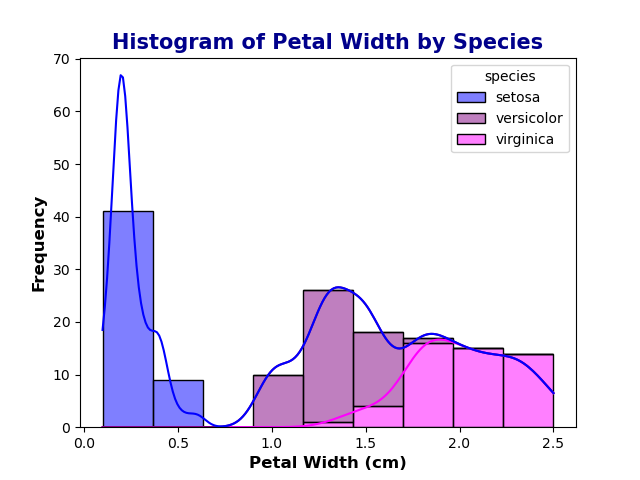 Histogram of Petal Width by Species
species
setosa
versicolor
virginica
70
60
50
40
30
20
10
0
Frequency
0.0 0.5 1.0 1.5 2.0 2.5
Petal Width (cm)